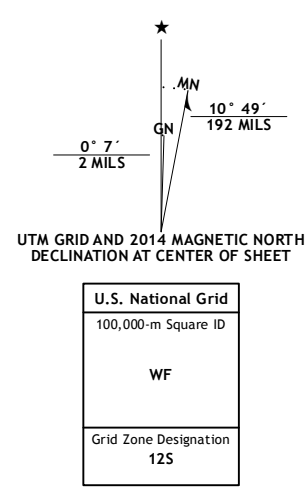 ★
MN
GN
10° 49´
192 MILS
0° 7´
2 MILS
UTM GRID AND 2014 MAGNETIC NORTH
DECLINATION AT CENTER OF SHEET
U.S. National Grid
100,000-m Square ID
WF
Grid Zone Designation
12S